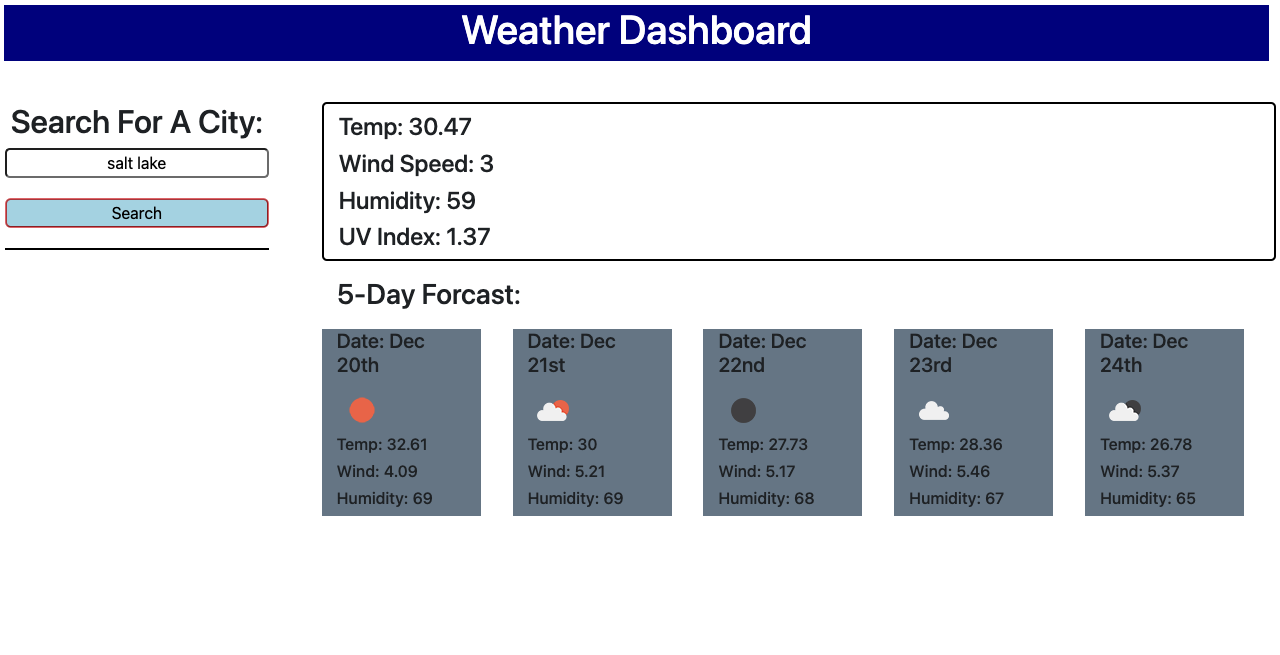 Weather Dashboard
Search For A City:
salt lake
Search
Temp: 30.47
Wind Speed: 3
Humidity: 59
UV Index: 1.37
5-Day Forcast:
Date: Dec
20th
Temp: 32.61
Wind: 4.09
Humidity: 69
Date: Dec
21st
Temp: 30
Wind: 5.21
Humidity: 69
Date: Dec
22nd
Temp: 27.73
Wind: 5.17
Humidity: 68
Date: Dec
23rd
Temp: 28.36
Wind: 5.46
Humidity: 67
Date: Dec
24th
Temp: 26.78
Wind: 5.37
Humidity: 65